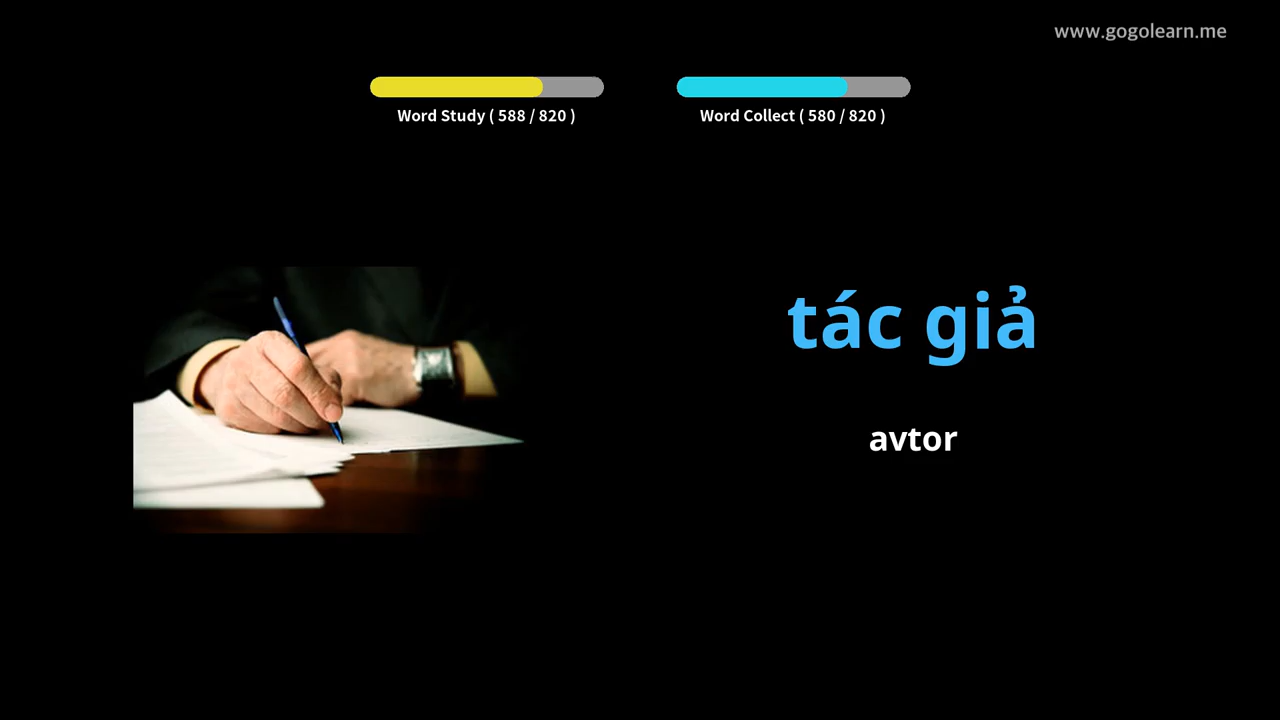 www.gogolearn.me
Word Study ( 588 / 820 )
Word Collect ( 580 / 820 )
tác giả
avtor